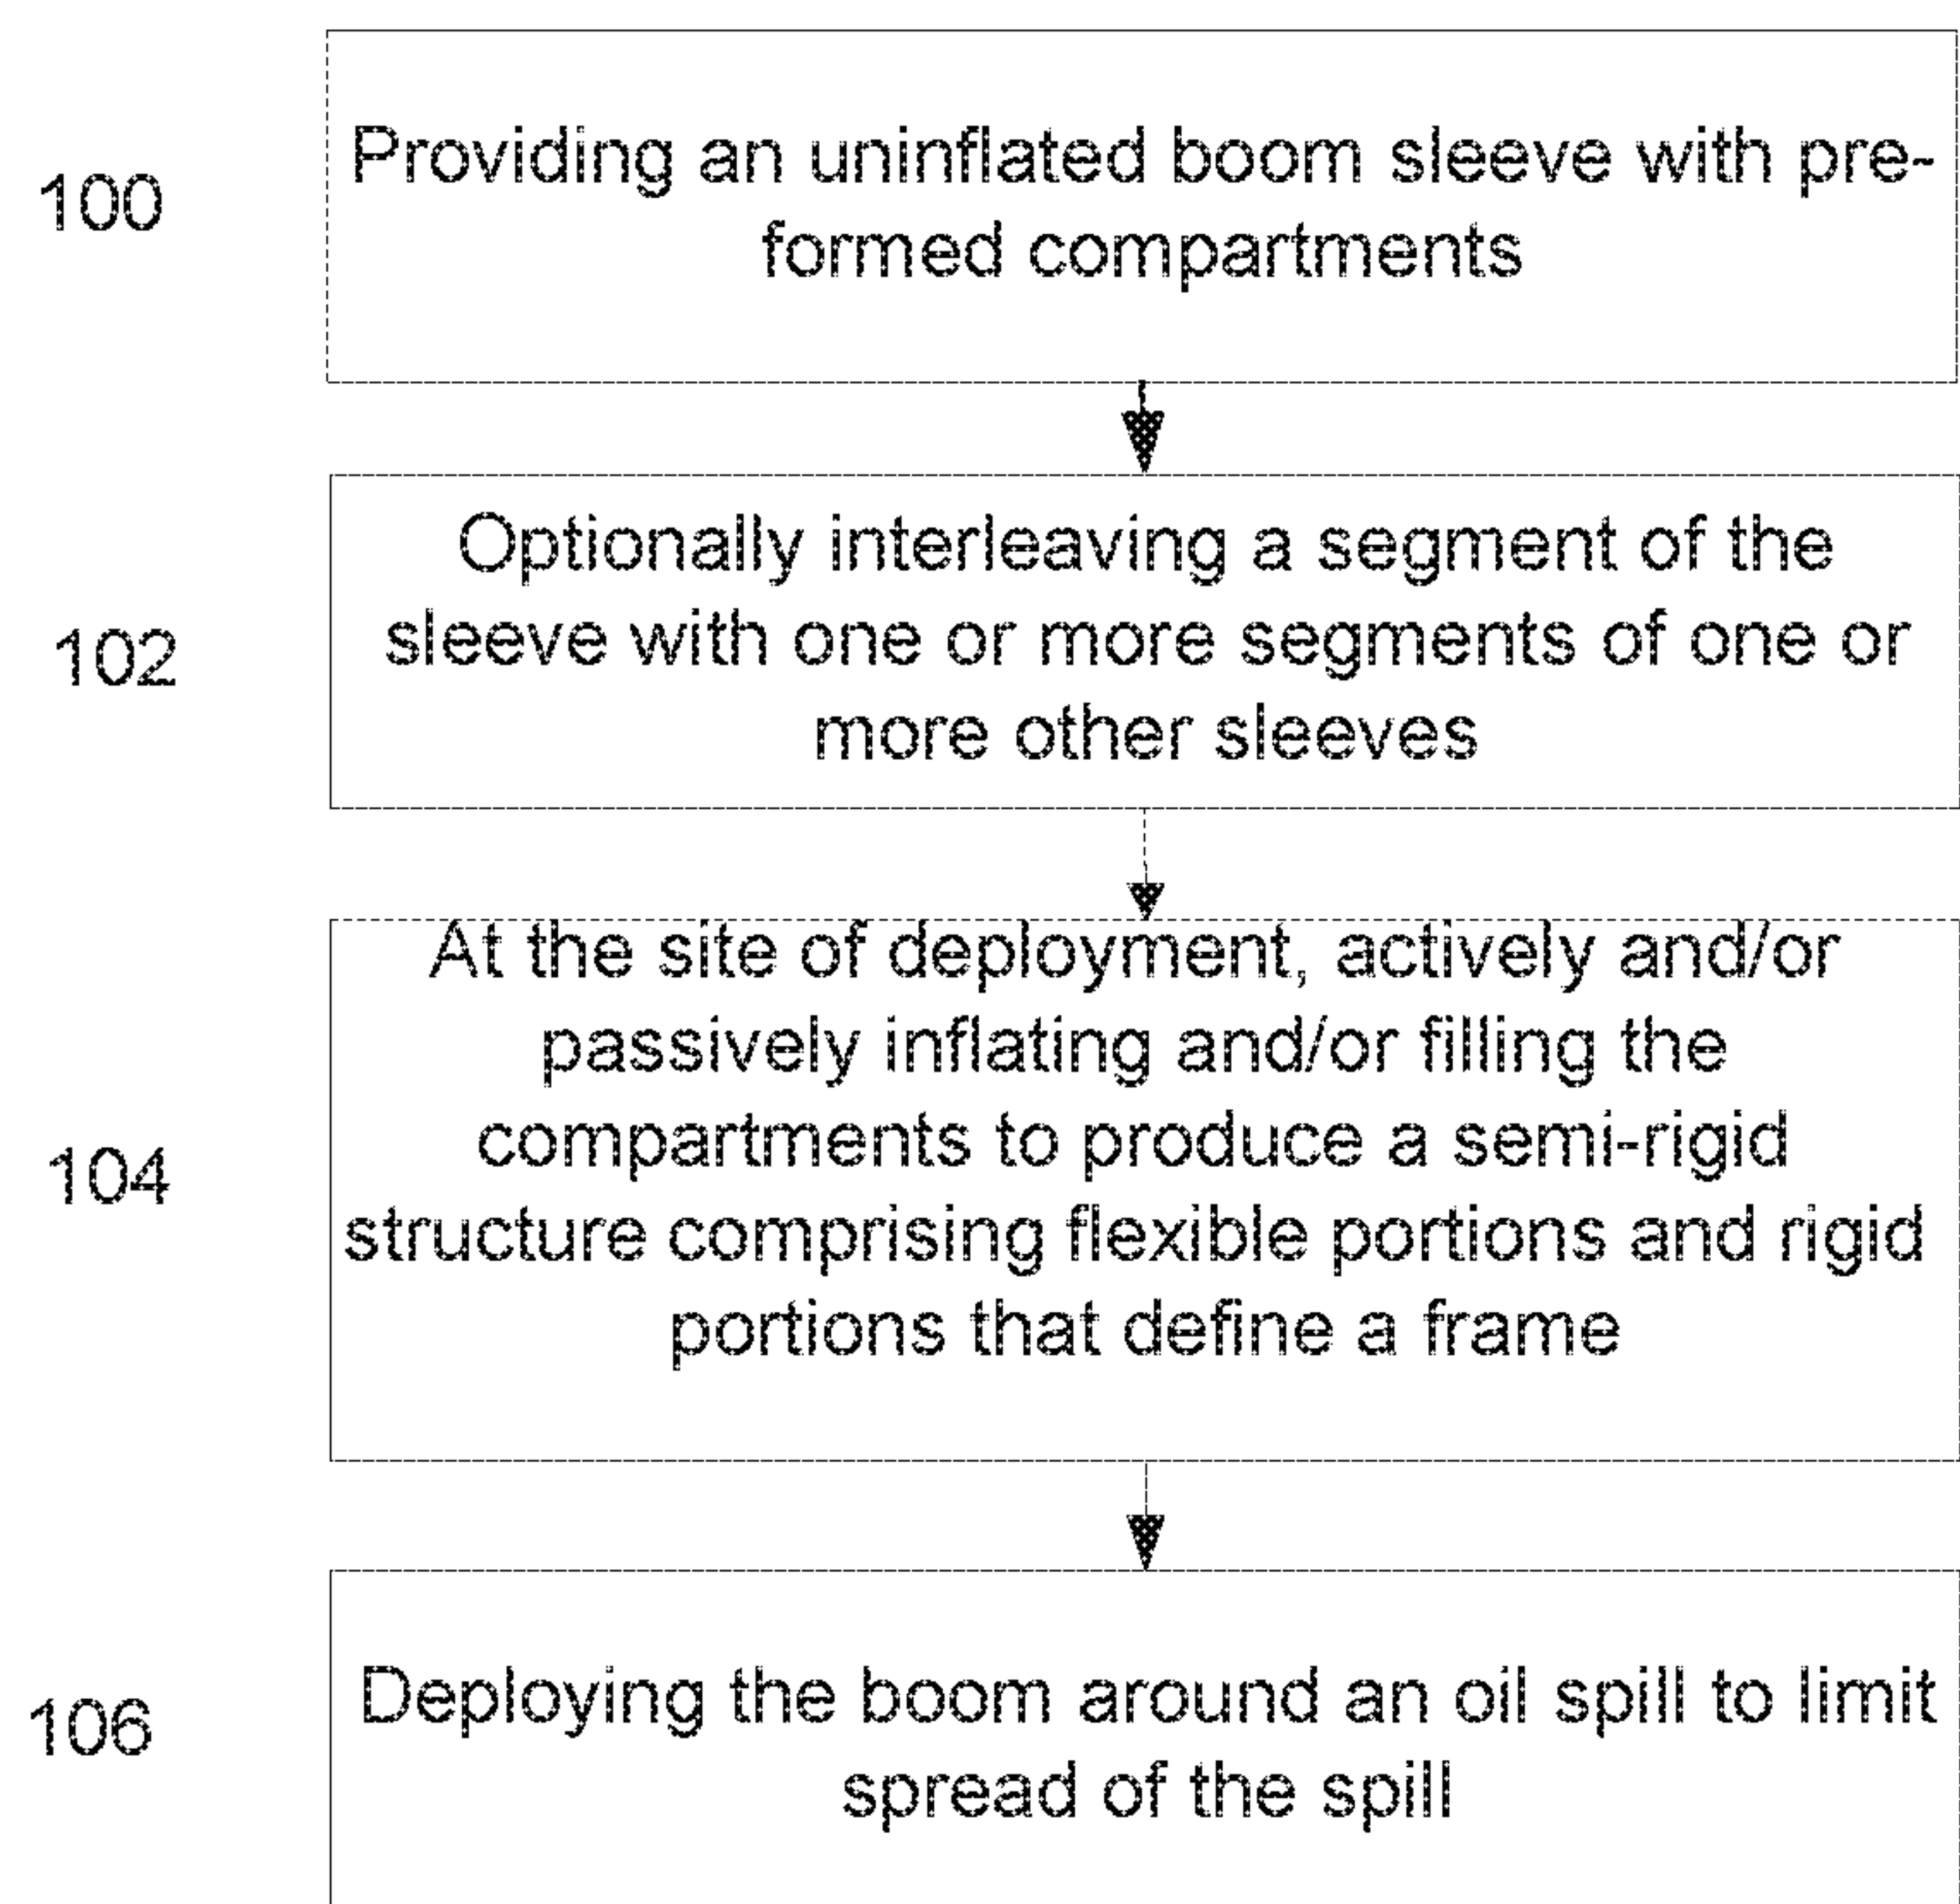 100
Providing an uninflated boom sleeve with pre-
formed compartments
102
Optionally interleaving a segment of the
sleeve with one or more segments of one or
more other sleeves
104
At the site of deployment, actively and/or
passively inflating and/or filling the
compartments to produce a semi-rigid
structure comprising flexible portions and rigid
portions that define a frame
106
Deploying the boom around an oil spill to limit
spread of the spill